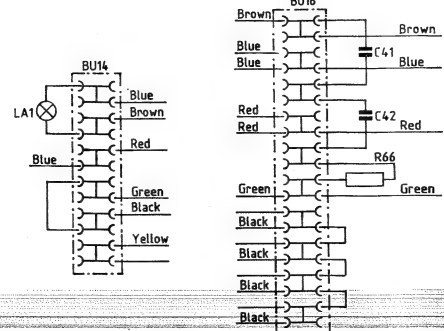 BU16
Brown
Brown
Blue
C41
Blue
Blue
BU14
Blue
LA1
Brown
Red
C42
Red
Red
Red
Blue
R66
Green
Green
Green
Black
Black
Yellow
Black
Black
Black